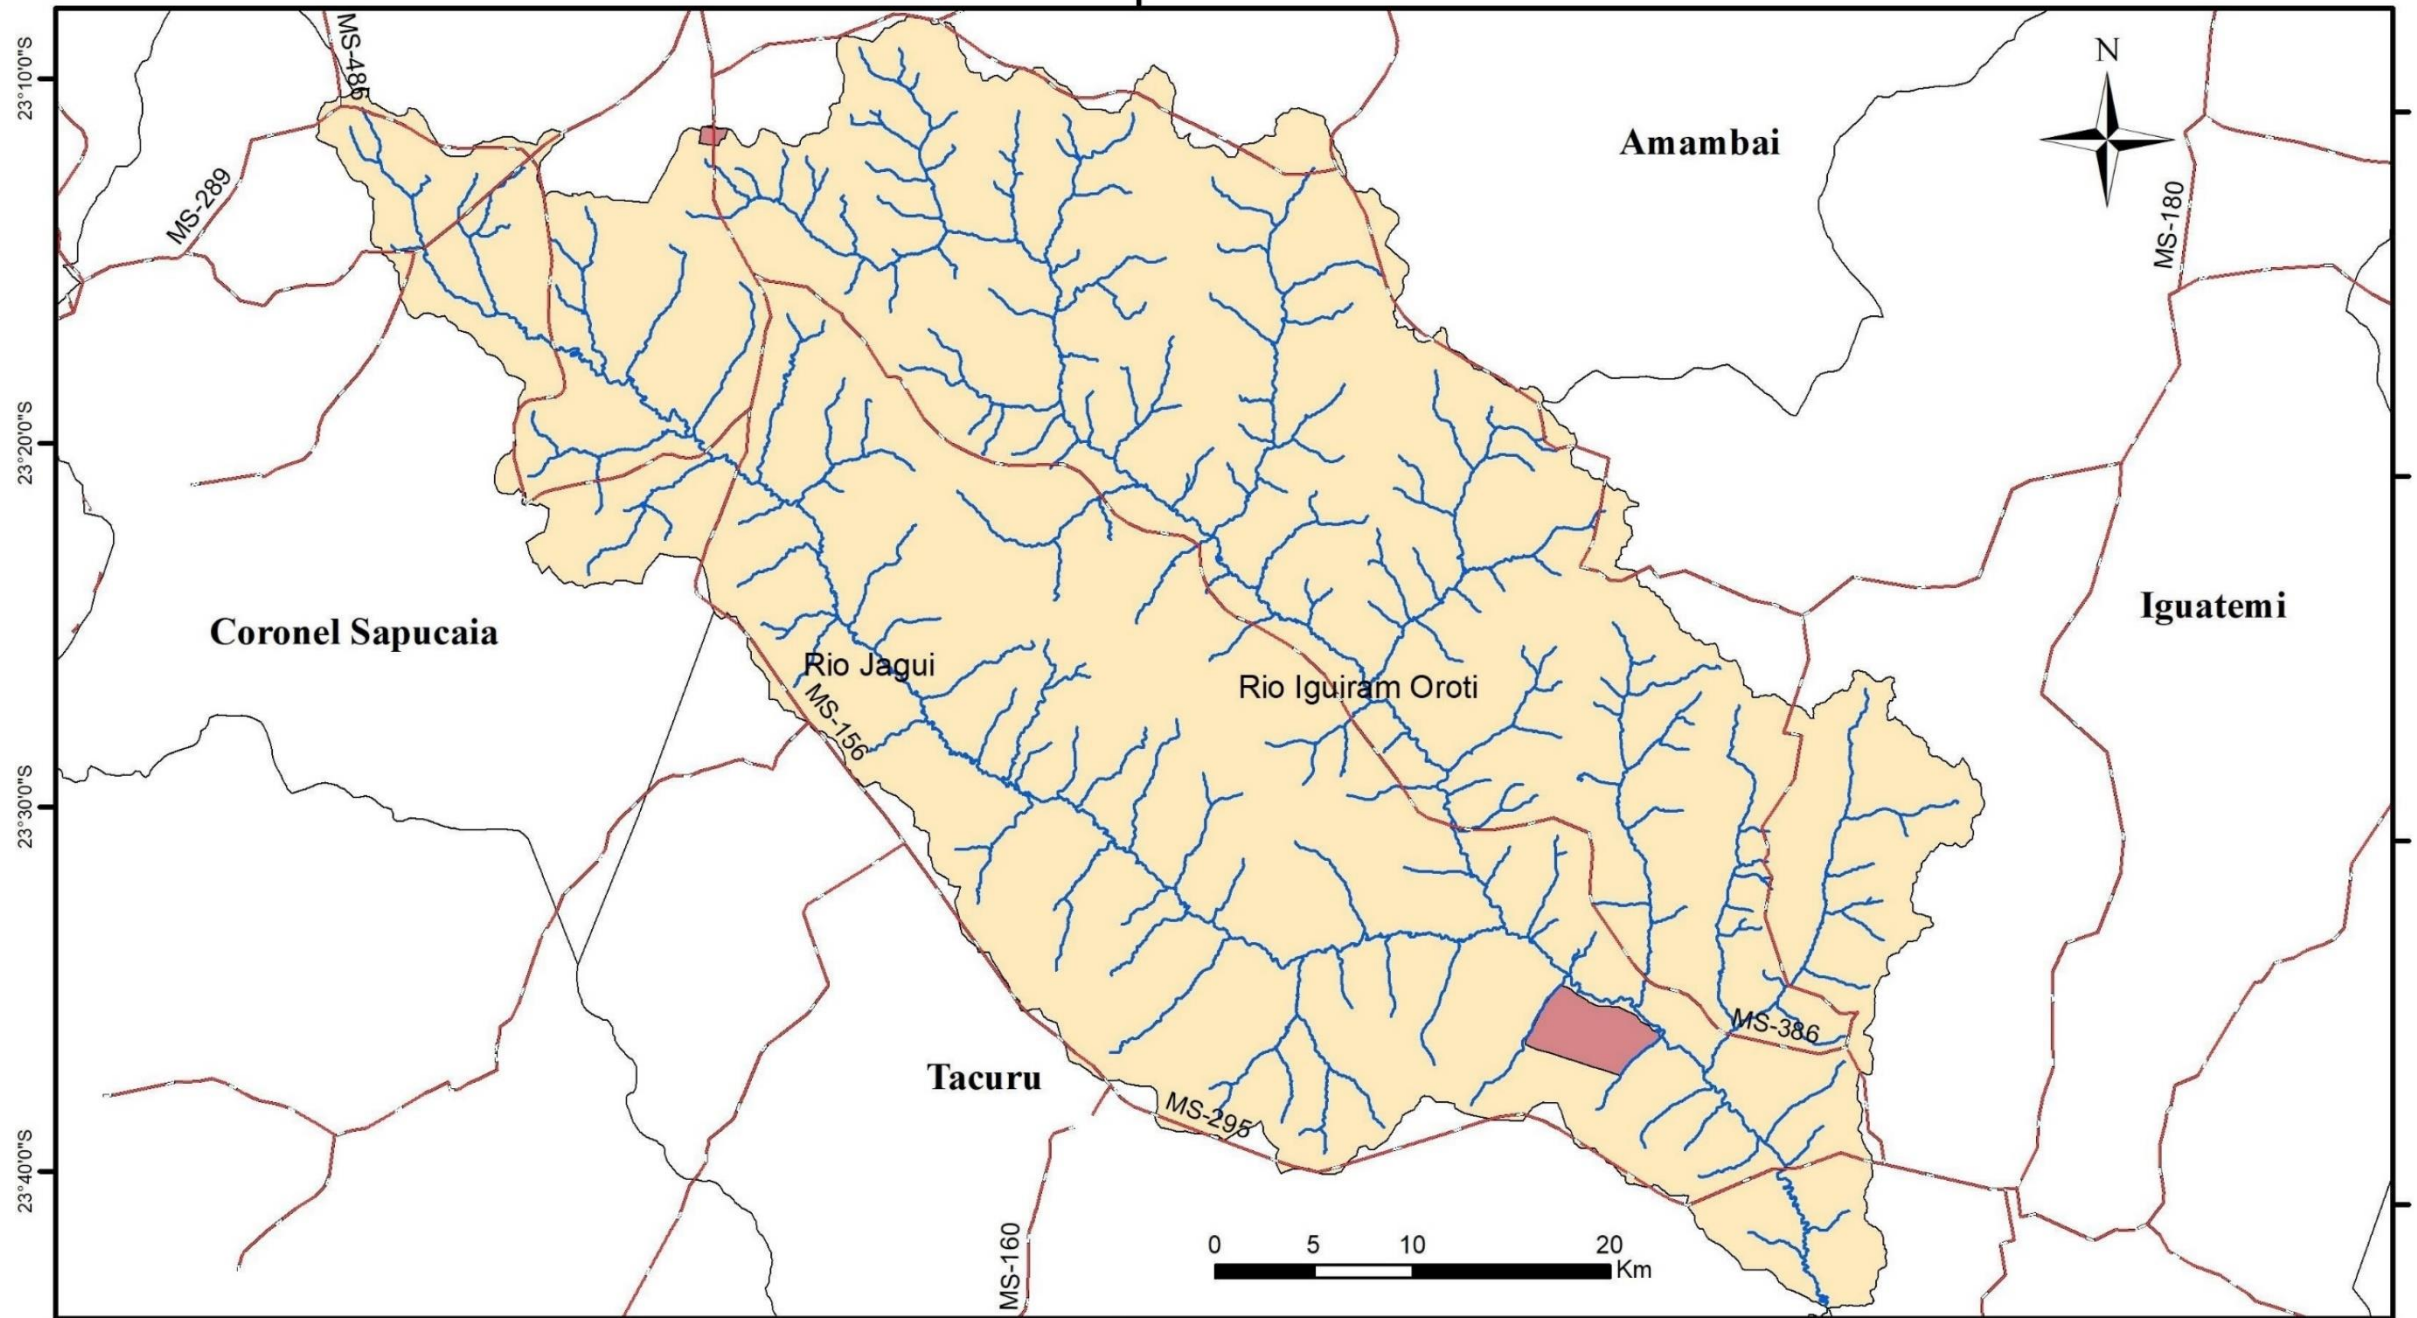 MS-485
23°10'0"S
N
Amambai
MS-289
MS-180
23°20'0"S
Coronel Sapucaia
Iguatemi
Rio Jagui
Rio Iguiram Oroti
MS-156
23°30'0"S
MS-386
Tacuru
MS-295
23°40'0"S
MS-160
0 5 10 20
Km